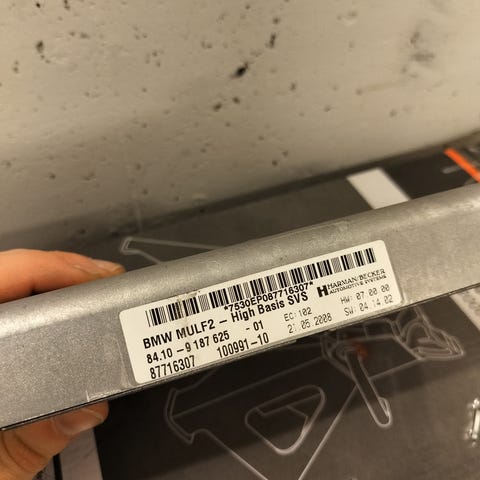 *7530EP087716307*
BMW MULF2 - High Basis SVS
HARMAN/BECKER
AUTOMOTIVE SYSTEMS
84.10 -9 187 625 - 01
EC:102
HW:07.00.00
87716307
100991-10
21.05.2008
SW:04.14.02